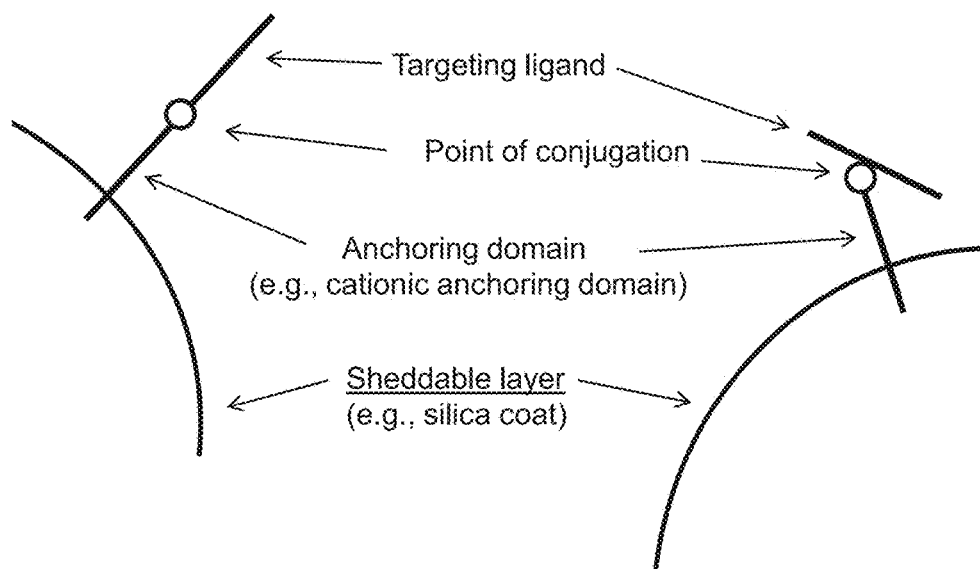 Targeting ligand
Point of conjugation
Anchoring domain
(e.g., cationic anchoring domain)
Sheddable layer
(e.g., silica coat)